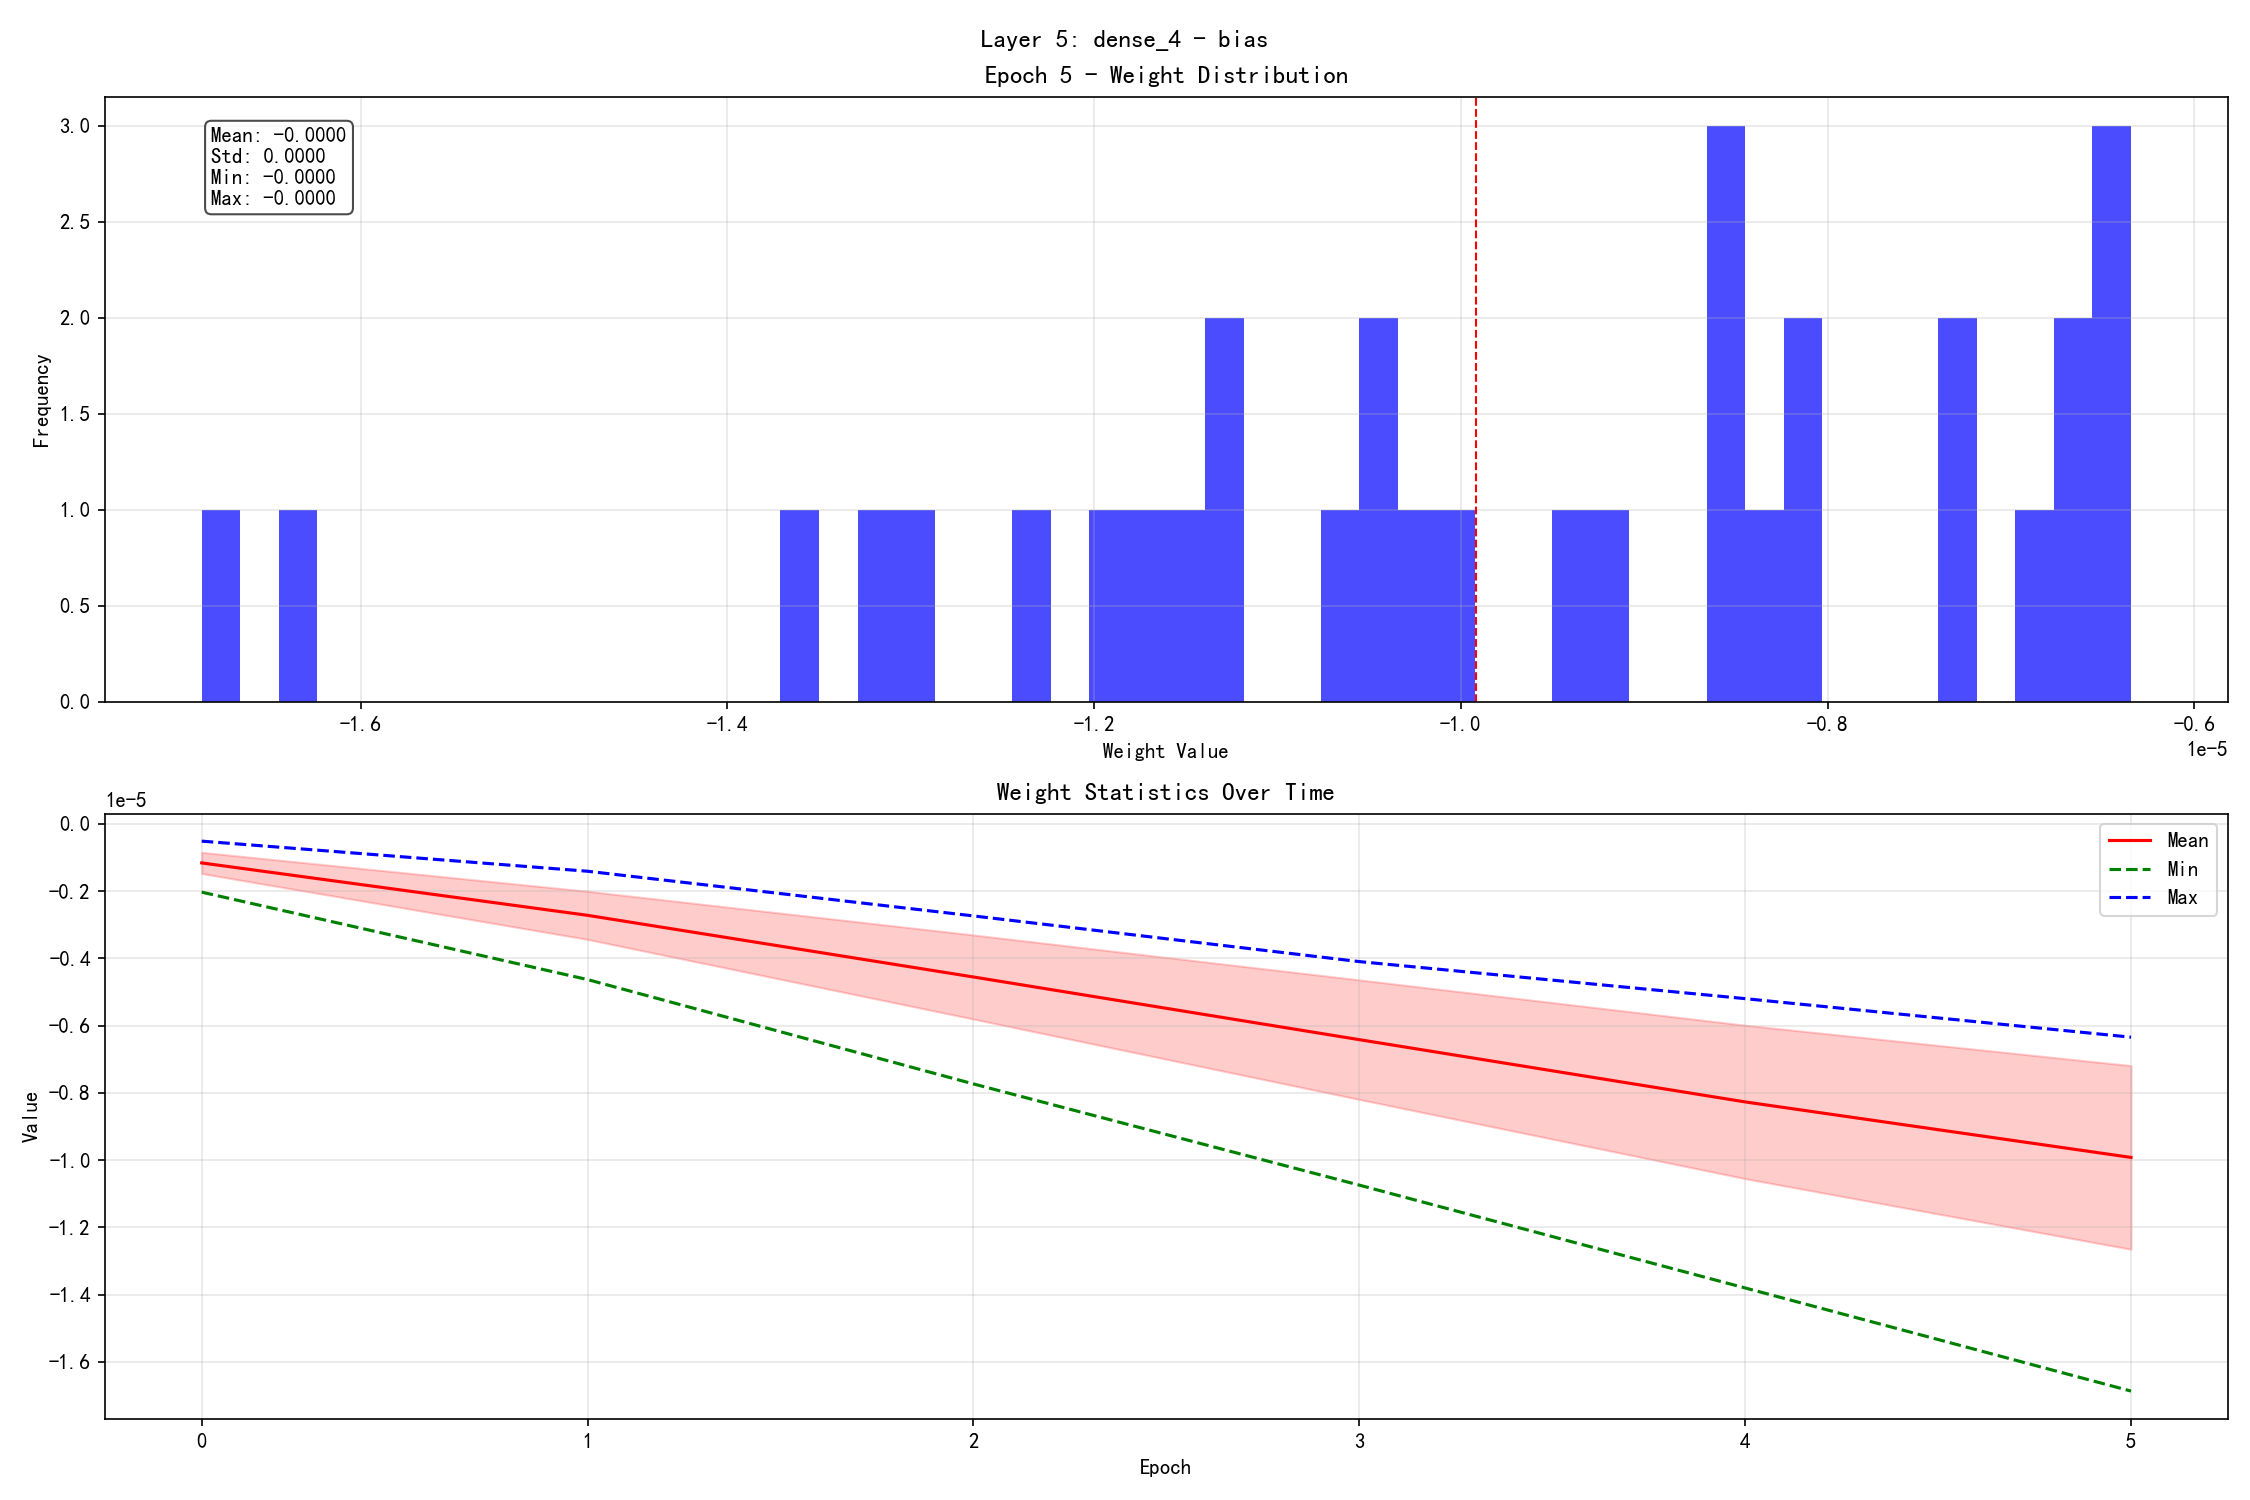 Layer 5: dense_4 - bias
Epoch 5 - Weight Distribution
Mean: -0.0000
Std: 0.0000
Min: -0.0000
Max: -0.0000
Frequency
3.0
2.5
2.0
1.5
1.0
0.5
0.0
-1.6 -1.4 -1.2 -1.0 -0.8 -0.6
1e-5
Weight Value
Weight Statistics Over Time
1e-5
Value
0.0
-0.2
-0.4
-0.6
-0.8
-1.0
-1.2
-1.4
-1.6
Mean
Min
Max
0 1 2 3 4 5
Epoch